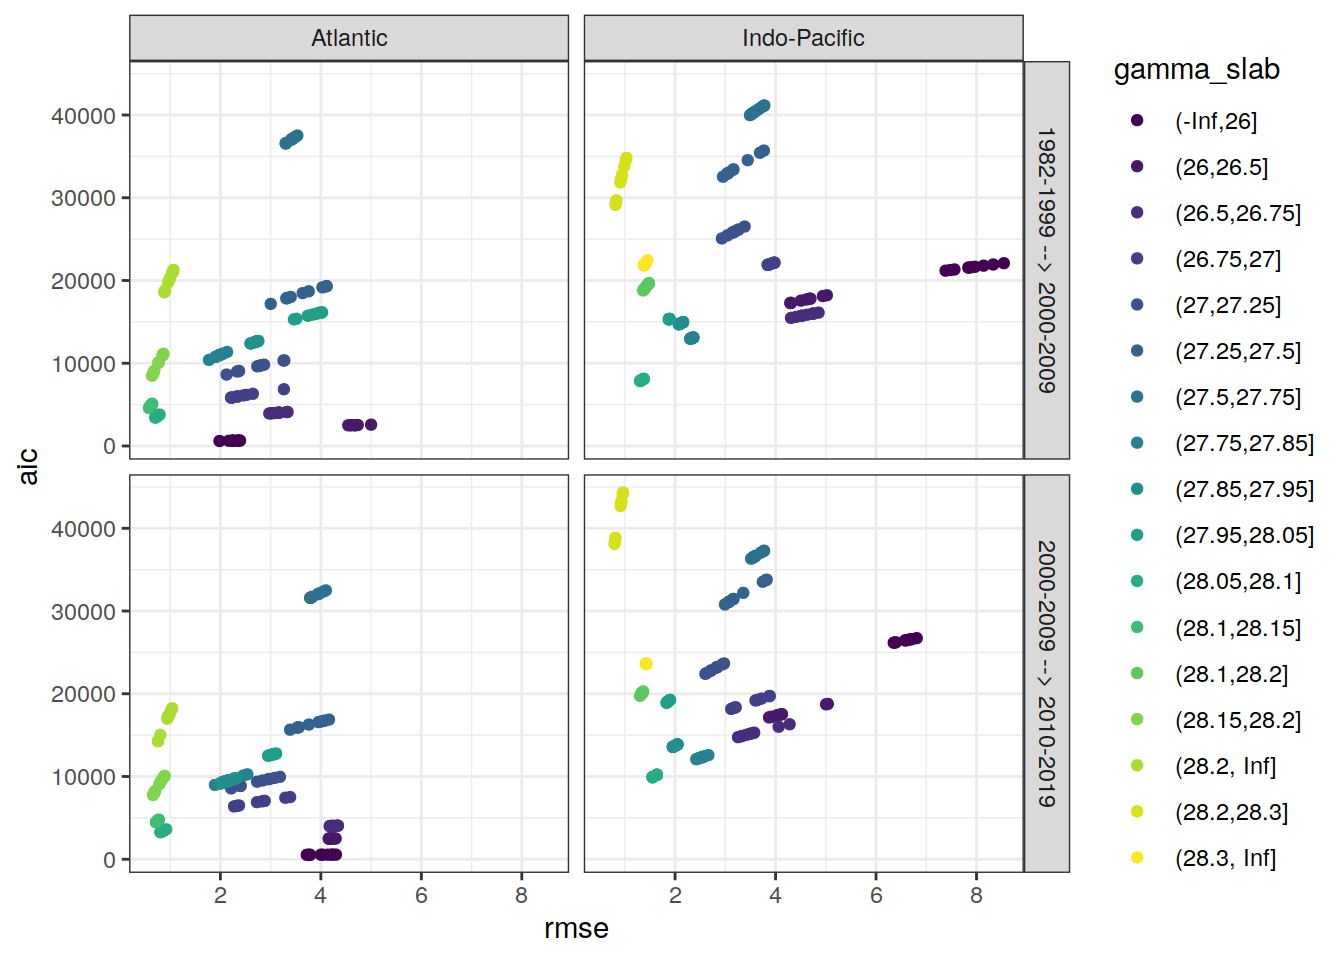 Atlantic
Indo-Pacific
1982-1999 --> 2000-2009
2000-2009 --> 2010-2019
aic
40000
30000
20000
10000
0
40000
30000
20000
10000
0
2 4 6 8
2 4 6 8
rmse
gamma_slab
(-Inf,26]
(26,26.5]
(26.5,26.75]
(26.75,27]
(27,27.25]
(27.25,27.5]
(27.5,27.75]
(27.75,27.85]
(27.85,27.95]
(27.95,28.05]
(28.05,28.1]
(28.1,28.15]
(28.1,28.2]
(28.15,28.2]
(28.2, Inf]
(28.2,28.3]
(28.3, Inf]